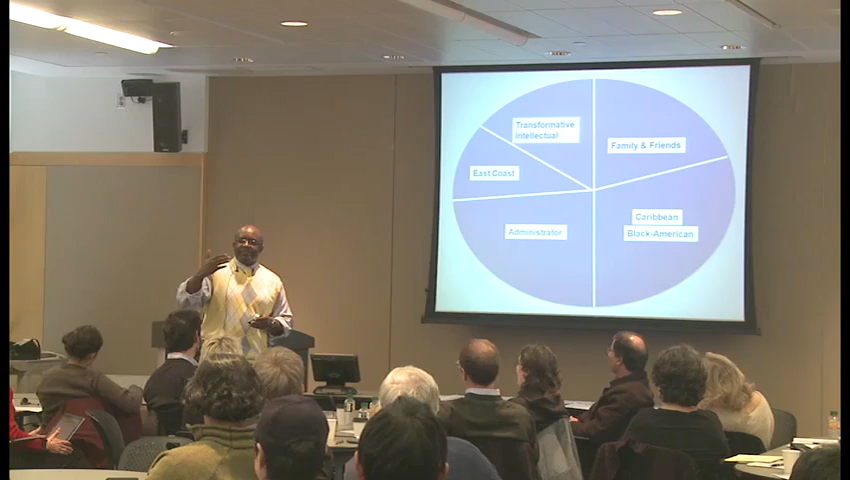 Transformative
Intellectual
Family & Friends
East Coast
Caribbean
Black-American
Administrator